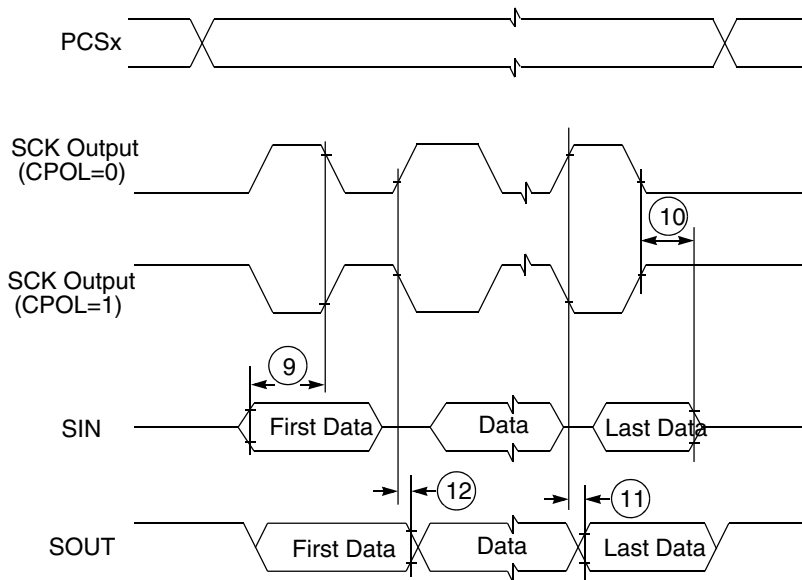 PCSx
SCK Output
(CPOL=0)
10
SCK Output
(CPOL=1)
9
SIN
First Data
Data
Last Data
12
11
SOUT
First Data
Data
Last Data